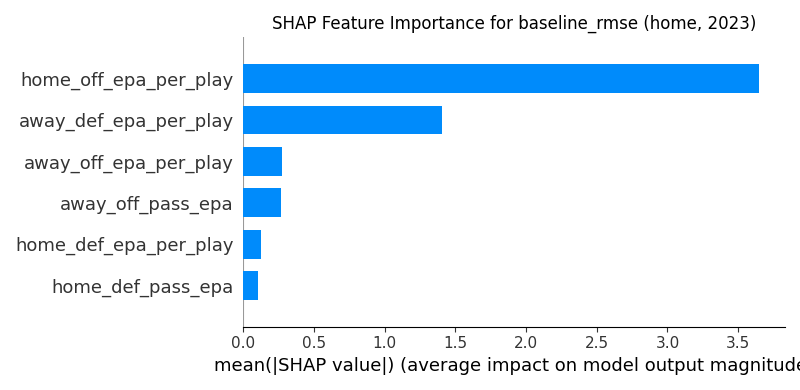 SHAP Feature Importance for baseline_rmse (home, 2023)
home_off_epa_per_play
away_def_epa_per_play
away_off_epa_per_play
away_off_pass_epa
home_def_epa_per_play
home_def_pass_epa
0.0 0.5 1.0 1.5 2.0 2.5 3.0 3.5
mean(|SHAP value|) (average impact on model output magnitude